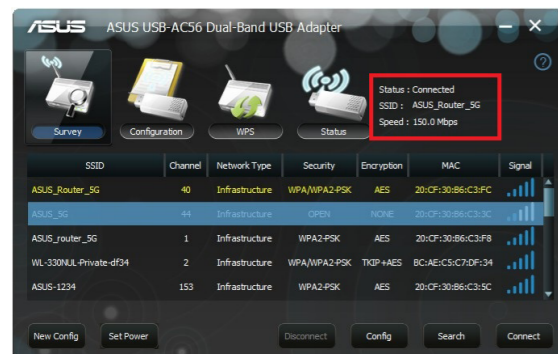 ASUS ASUS USB-AC56 Dual-Band USB Adapter
Status : Connected
SSID : ASUS_Router_5G
Speed : 150.0 Mbps
Survey Configuration WPS Status
SSID Channel Network Type Security Encryption MAC Signal
ASUS_Router_5G 40 Infrastructure WPA/WPA2-PSK AES 20:CF:30:B6:C3:FC
ASUS_5G 44 Infrastructure OPEN NONE 20:CF:30:B6:C3:3C
ASUS_router_5G 1 Infrastructure WPA2-PSK AES 20:CF:30:B6:C3:F8
WL-330NUL-Private-df34 2 Infrastructure WPA/WPA2-PSK TKIP+AES BC:AE:C5:C7:DF:34
ASUS-1234 153 Infrastructure WPA2-PSK AES 20:CF:30:B6:C3:5C
New Config Set Power Disconnect Config Search Connect